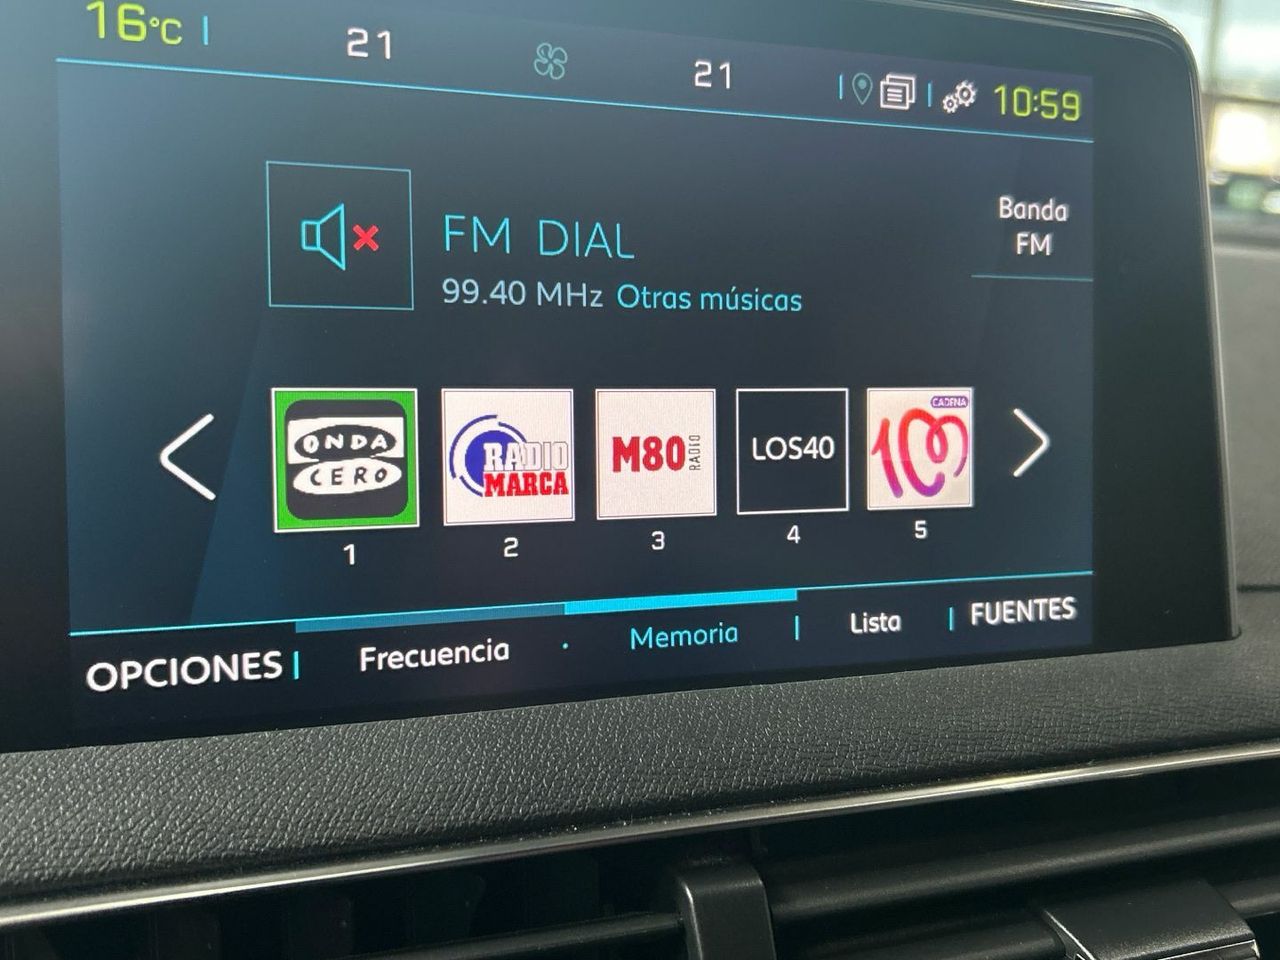 16°C
21
21
10:59
FM DIAL
99.40 MHz Otras músicas
Banda
FM
ONDA
CERO
RADIO
MARCA
M80
RADIO
LOS40
CADENA
100
1
2
3
4
5
OPCIONES
Frecuencia
Memoria
Lista
FUENTES